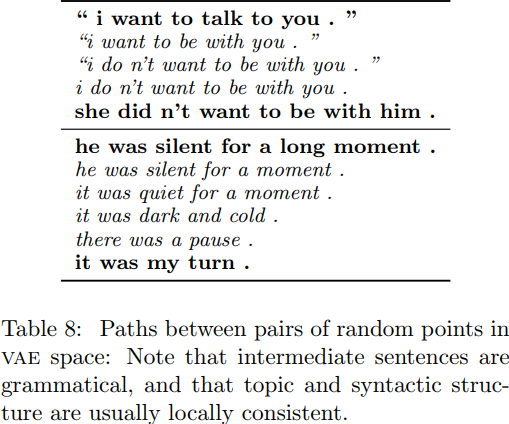 “ i want to talk to you . ”
“i want to be with you . ”
“i do n’t want to be with you . ”
i do n’t want to be with you .
she did n’t want to be with him .
he was silent for a long moment .
he was silent for a moment .
it was quiet for a moment .
it was dark and cold .
there was a pause .
it was my turn .
Table 8: Paths between pairs of random points in
VAE space: Note that intermediate sentences are
grammatical, and that topic and syntactic struc-
ture are usually locally consistent.